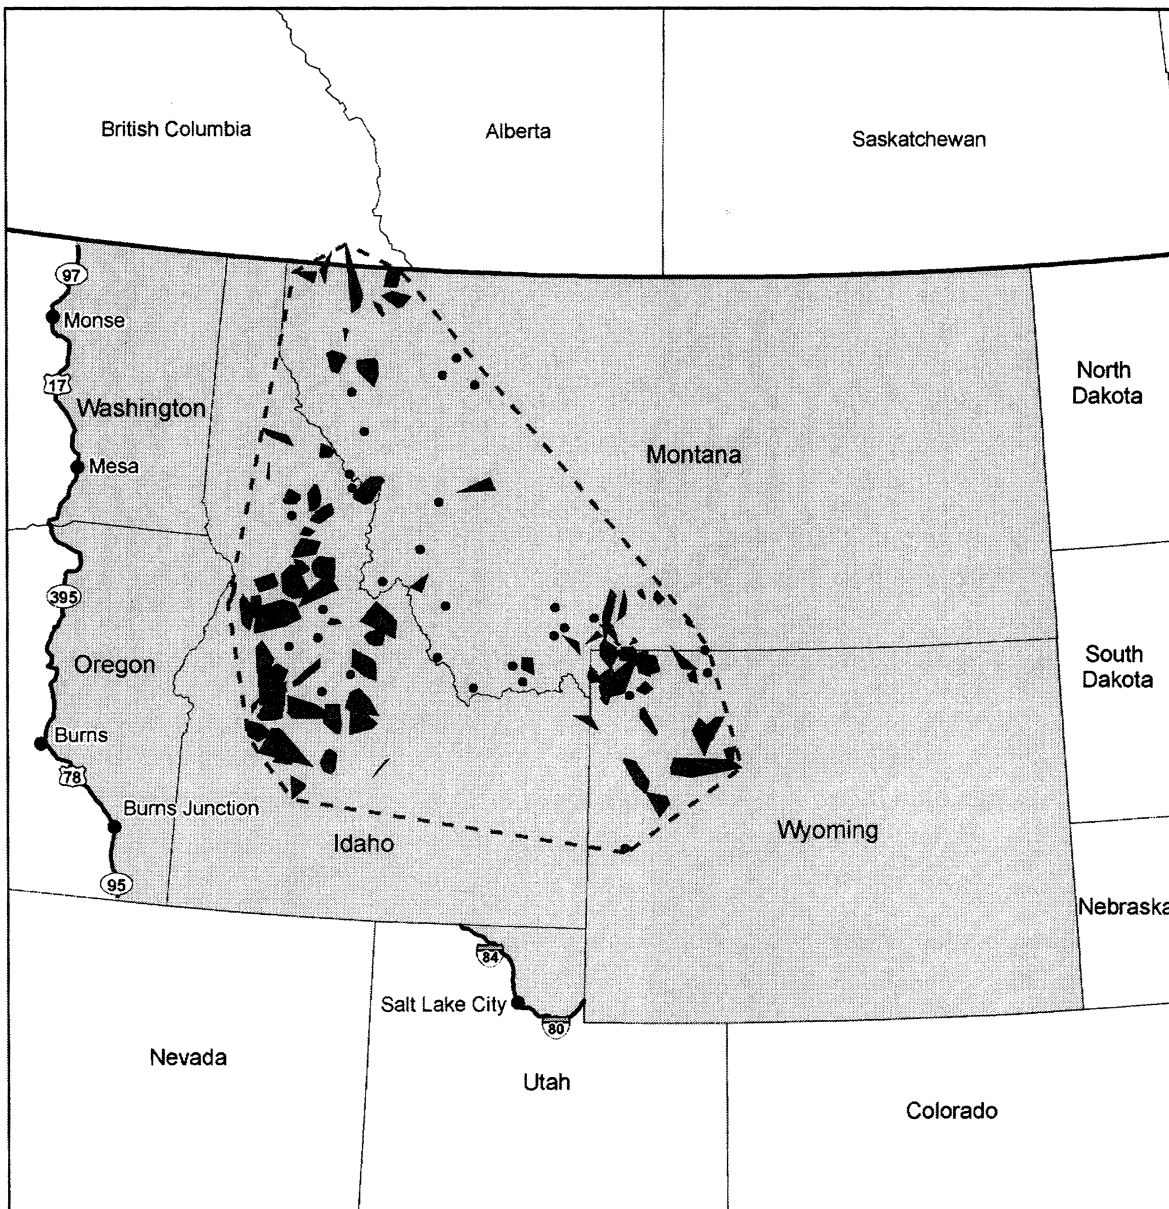 British Columbia
Alberta
Saskatchewan
97
Monse
17
Washington
North
Dakota
Mesa
Montana
395
Oregon
South
Dakota
Burns
78
Burns Junction
Idaho
Wyoming
95
Nebraska
84
Salt Lake City
80
Nevada
Utah
Colorado